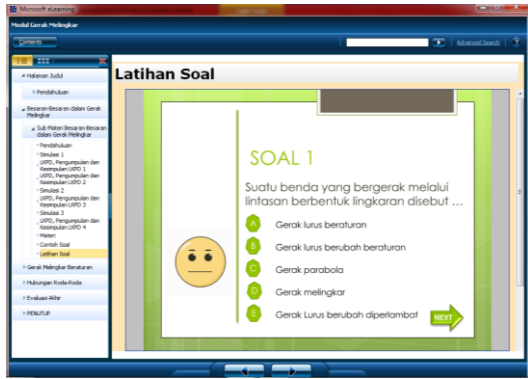 Microsoft eLearning
Modul Gerak Melingkar
Contents
Advanced Search
Halaman Judul
Pendahuluan
Besaran-Besaran dalam Gerak
Melingkar
Sub Materi Besaran-Besaran
dalam Gerak Melingkar
Pendahuluan
Simulasi 1
LKPD, Pengumpulan dan
Kesimpulan LKPD 1
LKPD, Pengumpulan dan
Kesimpulan LKPD 2
Simulasi 2
LKPD, Pengumpulan dan
Kesimpulan LKPD 3
Simulasi 3
LKPD, Pengumpulan dan
Kesimpulan LKPD 4
Materi
Contoh Soal
Latihan Soal
Gerak Melingkar Beraturan
Hubungan Roda-Roda
Evaluasi Akhir
PENUTUP
Latihan Soal
SOAL 1
Suatu benda yang bergerak melalui
lintasan berbentuk lingkaran disebut ...
A Gerak lurus beraturan
B Gerak lurus berubah beraturan
C Gerak parabola
D Gerak melingkar
E Gerak Lurus berubah diperlambat
NEXT